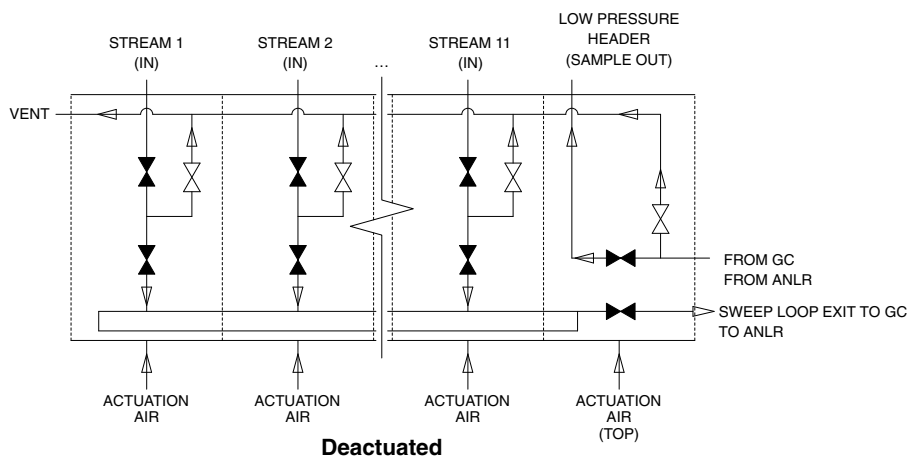 LOW PRESSURE
HEADER
(SAMPLE OUT)
STREAM 1
(IN)
STREAM 2
(IN)
...
STREAM 11
(IN)
VENT
FROM GC
FROM ANLR
SWEEP LOOP EXIT TO GC
TO ANLR
ACTUATION
AIR
ACTUATION
AIR
ACTUATION
AIR
ACTUATION
AIR
(TOP)
Deactuated